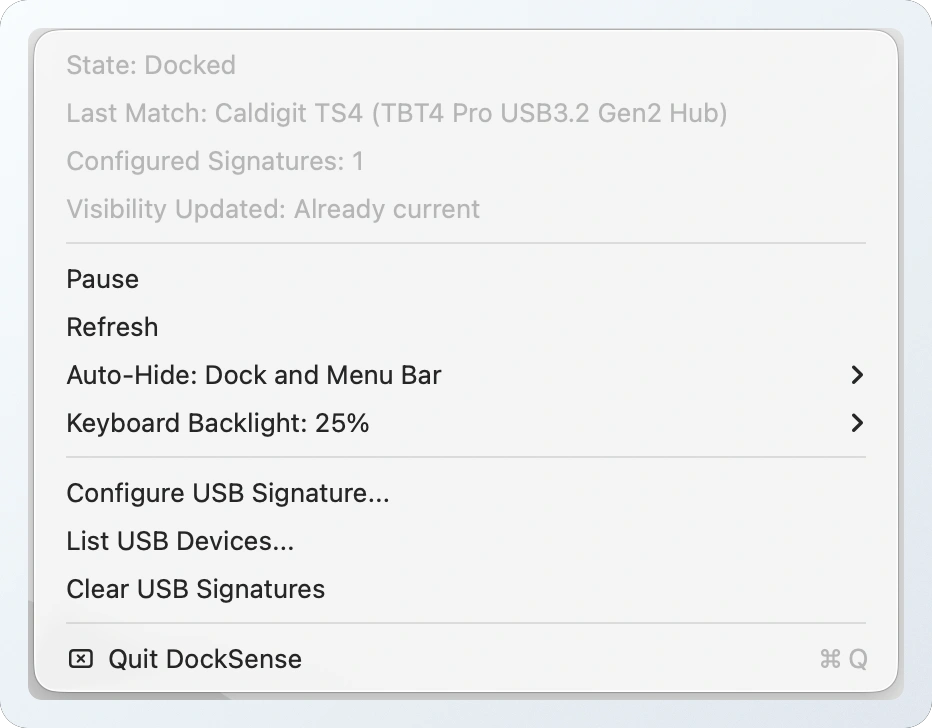 State: Docked
Last Match: Caldigit TS4 (TBT4 Pro USB3.2 Gen2 Hub)
Configured Signatures: 1
Visibility Updated: Already current
Pause
Refresh
Auto-Hide: Dock and Menu Bar
Keyboard Backlight: 25%
Configure USB Signature...
List USB Devices...
Clear USB Signatures
Quit DockSense ⌘ Q